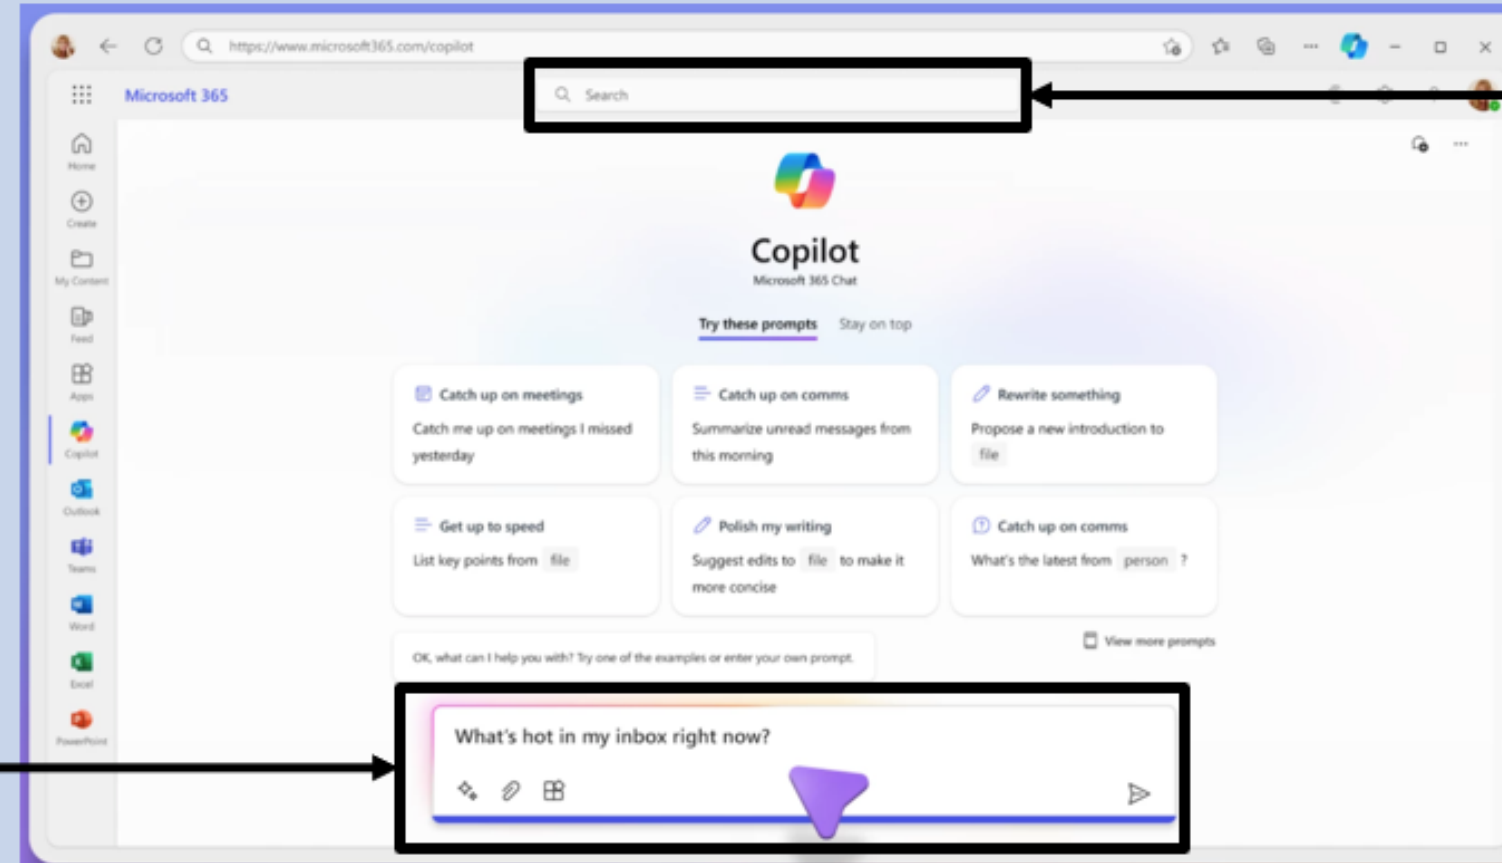 https://www.microsoft365.com/copilot
Microsoft 365
Search
Home
Create
My Content
Feed
Apps
Copilot
Outlook
Teams
Word
Excel
PowerPoint
Copilot
Microsoft 365 Chat
Try these prompts Stay on top
Catch up on meetings
Catch me up on meetings I missed
yesterday
Catch up on comms
Summarize unread messages from
this morning
Rewrite something
Propose a new introduction to
file
Get up to speed
List key points from file
Polish my writing
Suggest edits to file to make it
more concise
Catch up on comms
What's the latest from person ?
View more prompts
OK, what can I help you with? Try one of the examples or enter your own prompt.
What's hot in my inbox right now?